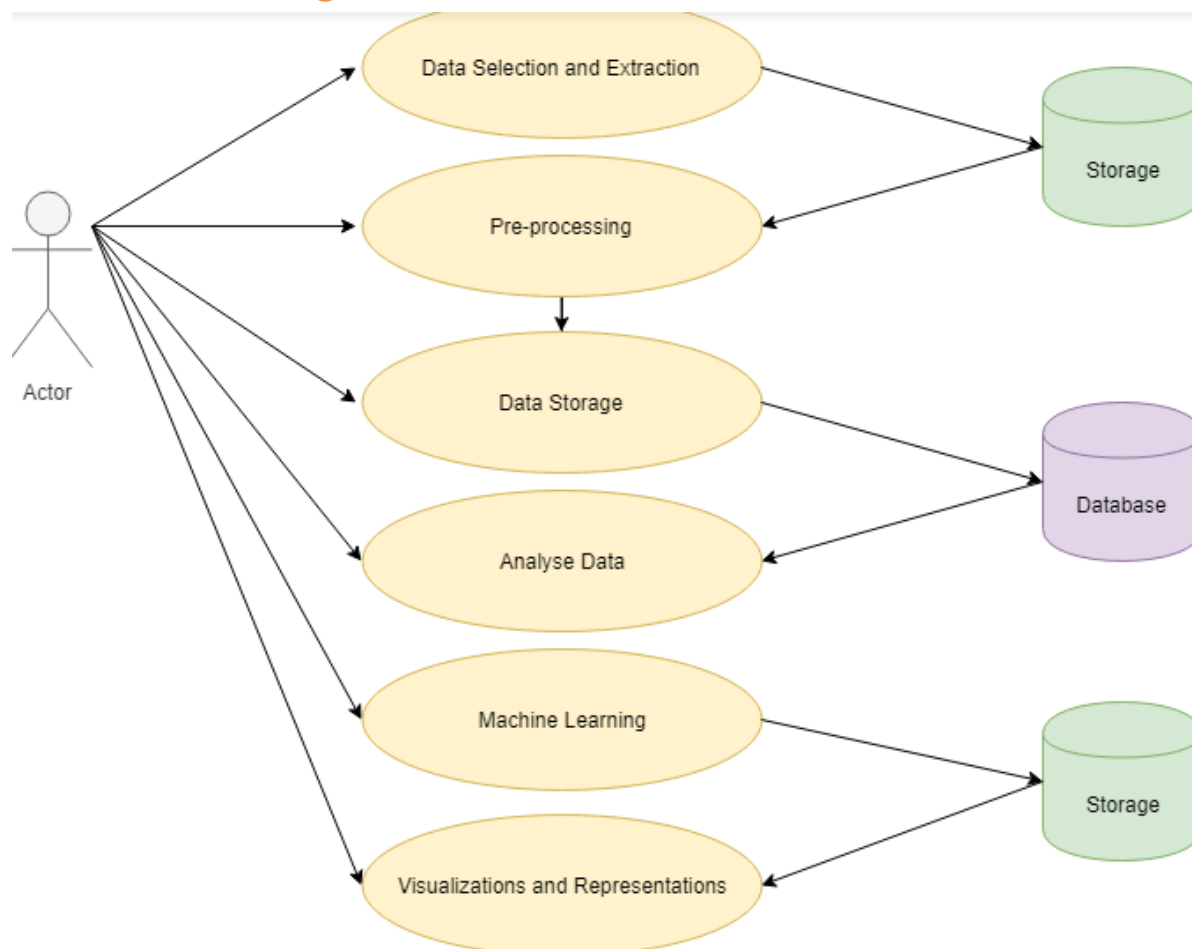 Data Selection and Extraction
Storage
Pre-processing
Actor
Data Storage
Database
Analyse Data
Machine Learning
Storage
Visualizations and Representations